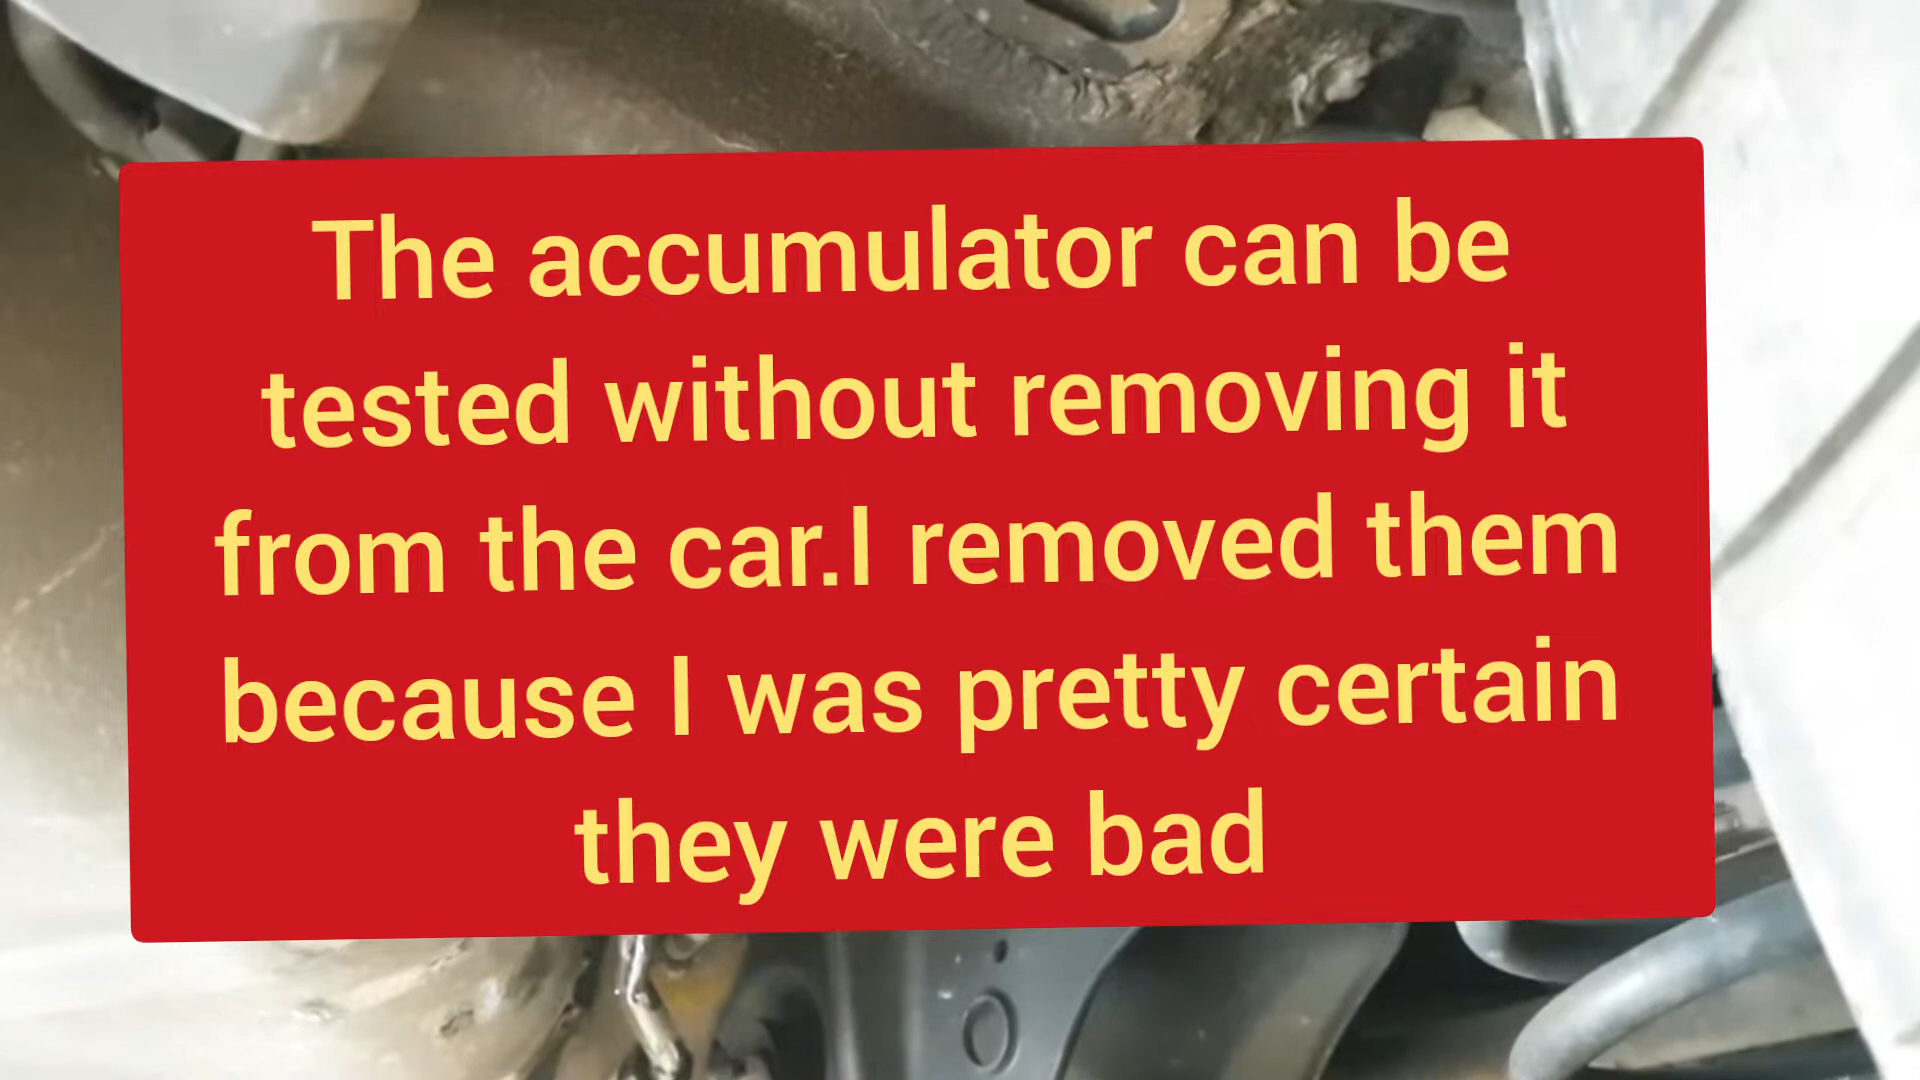 The accumulator can be
tested without removing it
from the car.I removed them
because I was pretty certain
they were bad